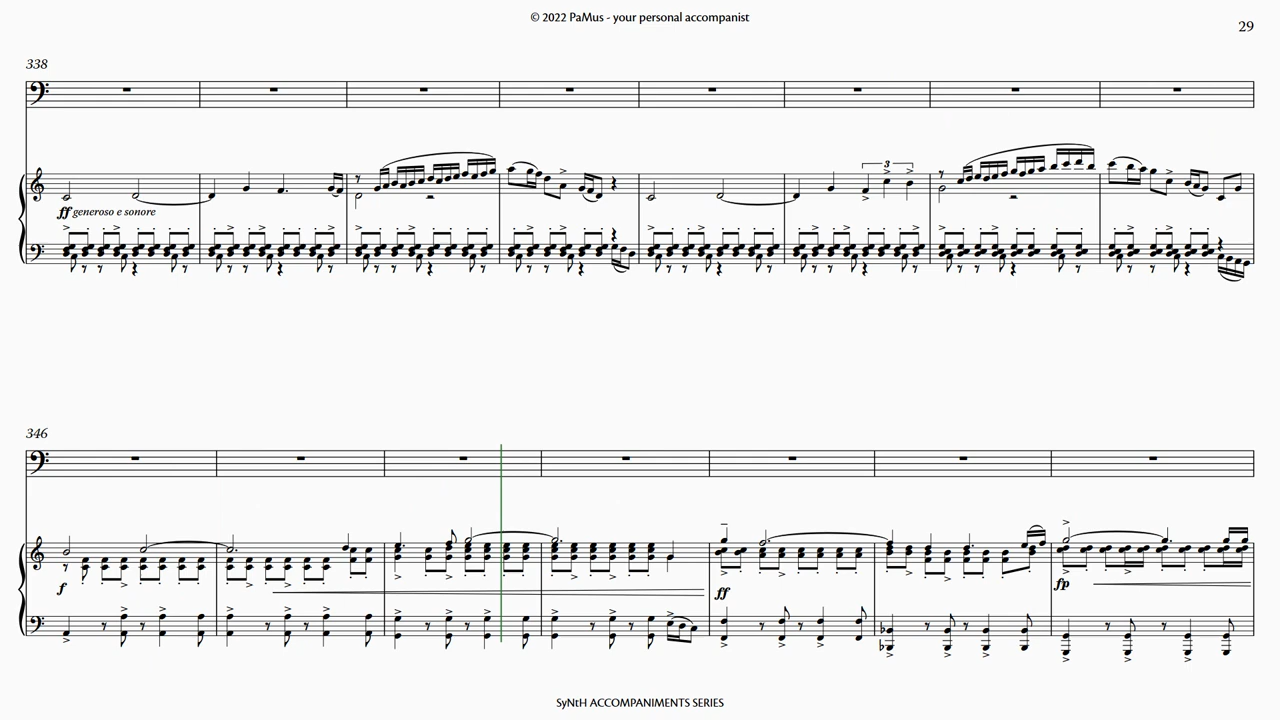 © 2022 PaMus - your personal accompanist
29
338
3
ff generoso e sonore
346
f
ff
fp
SyNtH ACCOMPANIMENTS SERIES